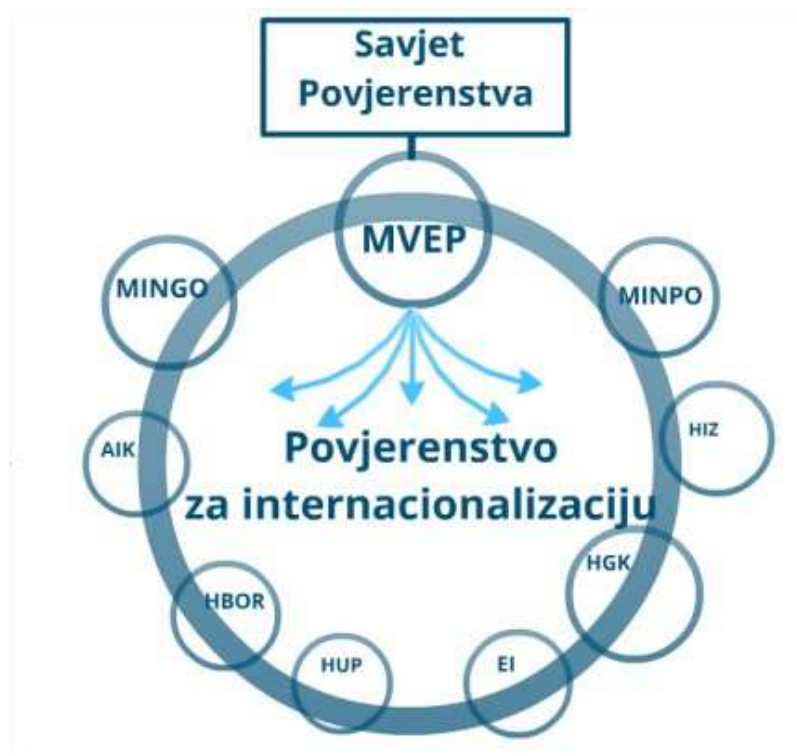 Savjet
Povjerenstva
MVEP
MINGO
MINPO
AIK
HIZ
Povjerenstvo
za internacionalizaciju
HGK
HBOR
HUP
EI